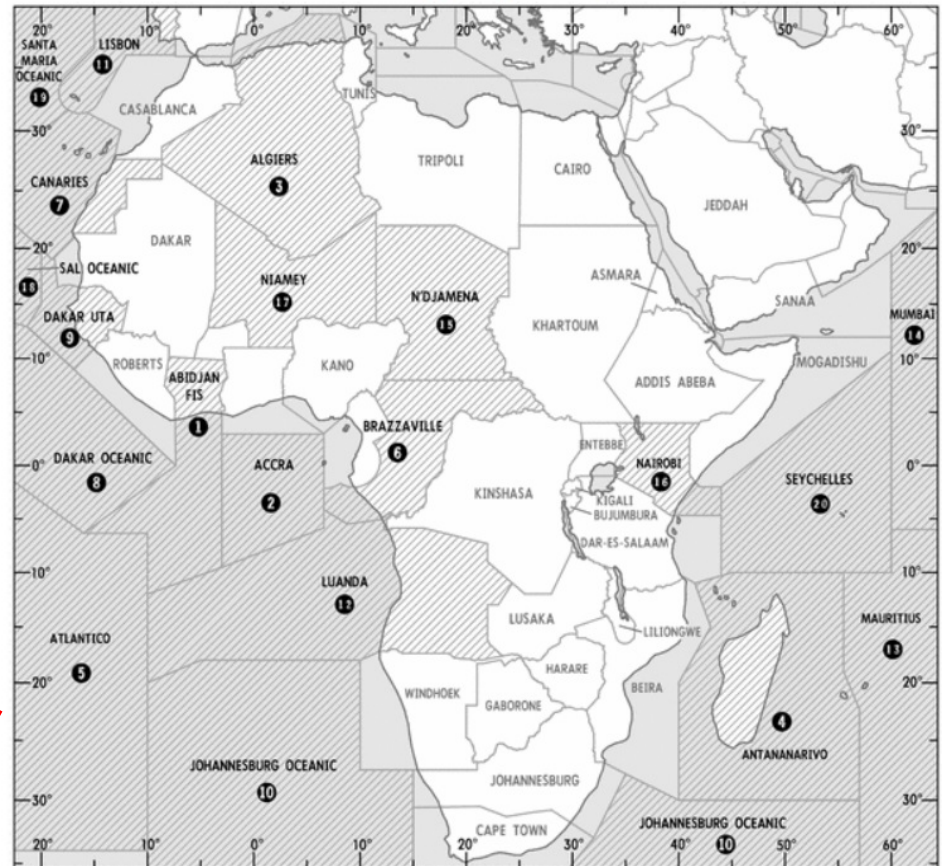 20° 10° 0° 10° 20° 30° 40° 50° 60°
SANTA
MARIA
OCEANIC
19
LISBON
11
TUNIS
CASABLANCA
30°
30°
ALGIERS
3
TRIPOLI
CAIRO
CANARIES
7
JEDDAH
DAKAR
20°
20°
SAL OCEANIC
18
NIAMEY
17
N'DJAMENA
15
ASMARA
SANAA
DAKAR UTA
9
KHARTOUM
MUMBAI
14
10°
10°
ROBERTS
ABIDJAN
FIS
1
KANO
MOGADISHU
ADDIS ABEBA
BRAZZAVILLE
1
ENTEBBE
DAKAR OCEANIC
8
0°
0°
ACCRA
2
NAIROBI
16
SEYCHELLES
20
KINSHASA
KIGALI
BUJUMBURA
DAR-ES-SALAAM
10°
10°
LUANDA
12
LUSAKA
LILIONGWE
MAURITIUS
13
ATLANTICO
5
HARARE
20°
20°
WINDHOEK
GABORONE
BEIRA
4
ANTANANARIVO
JOHANNESBURG OCEANIC
10
JOHANNESBURG
30°
30°
CAPE TOWN
JOHANNESBURG OCEANIC
10
20° 10° 0° 10° 20° 30° 40° 50° 60°